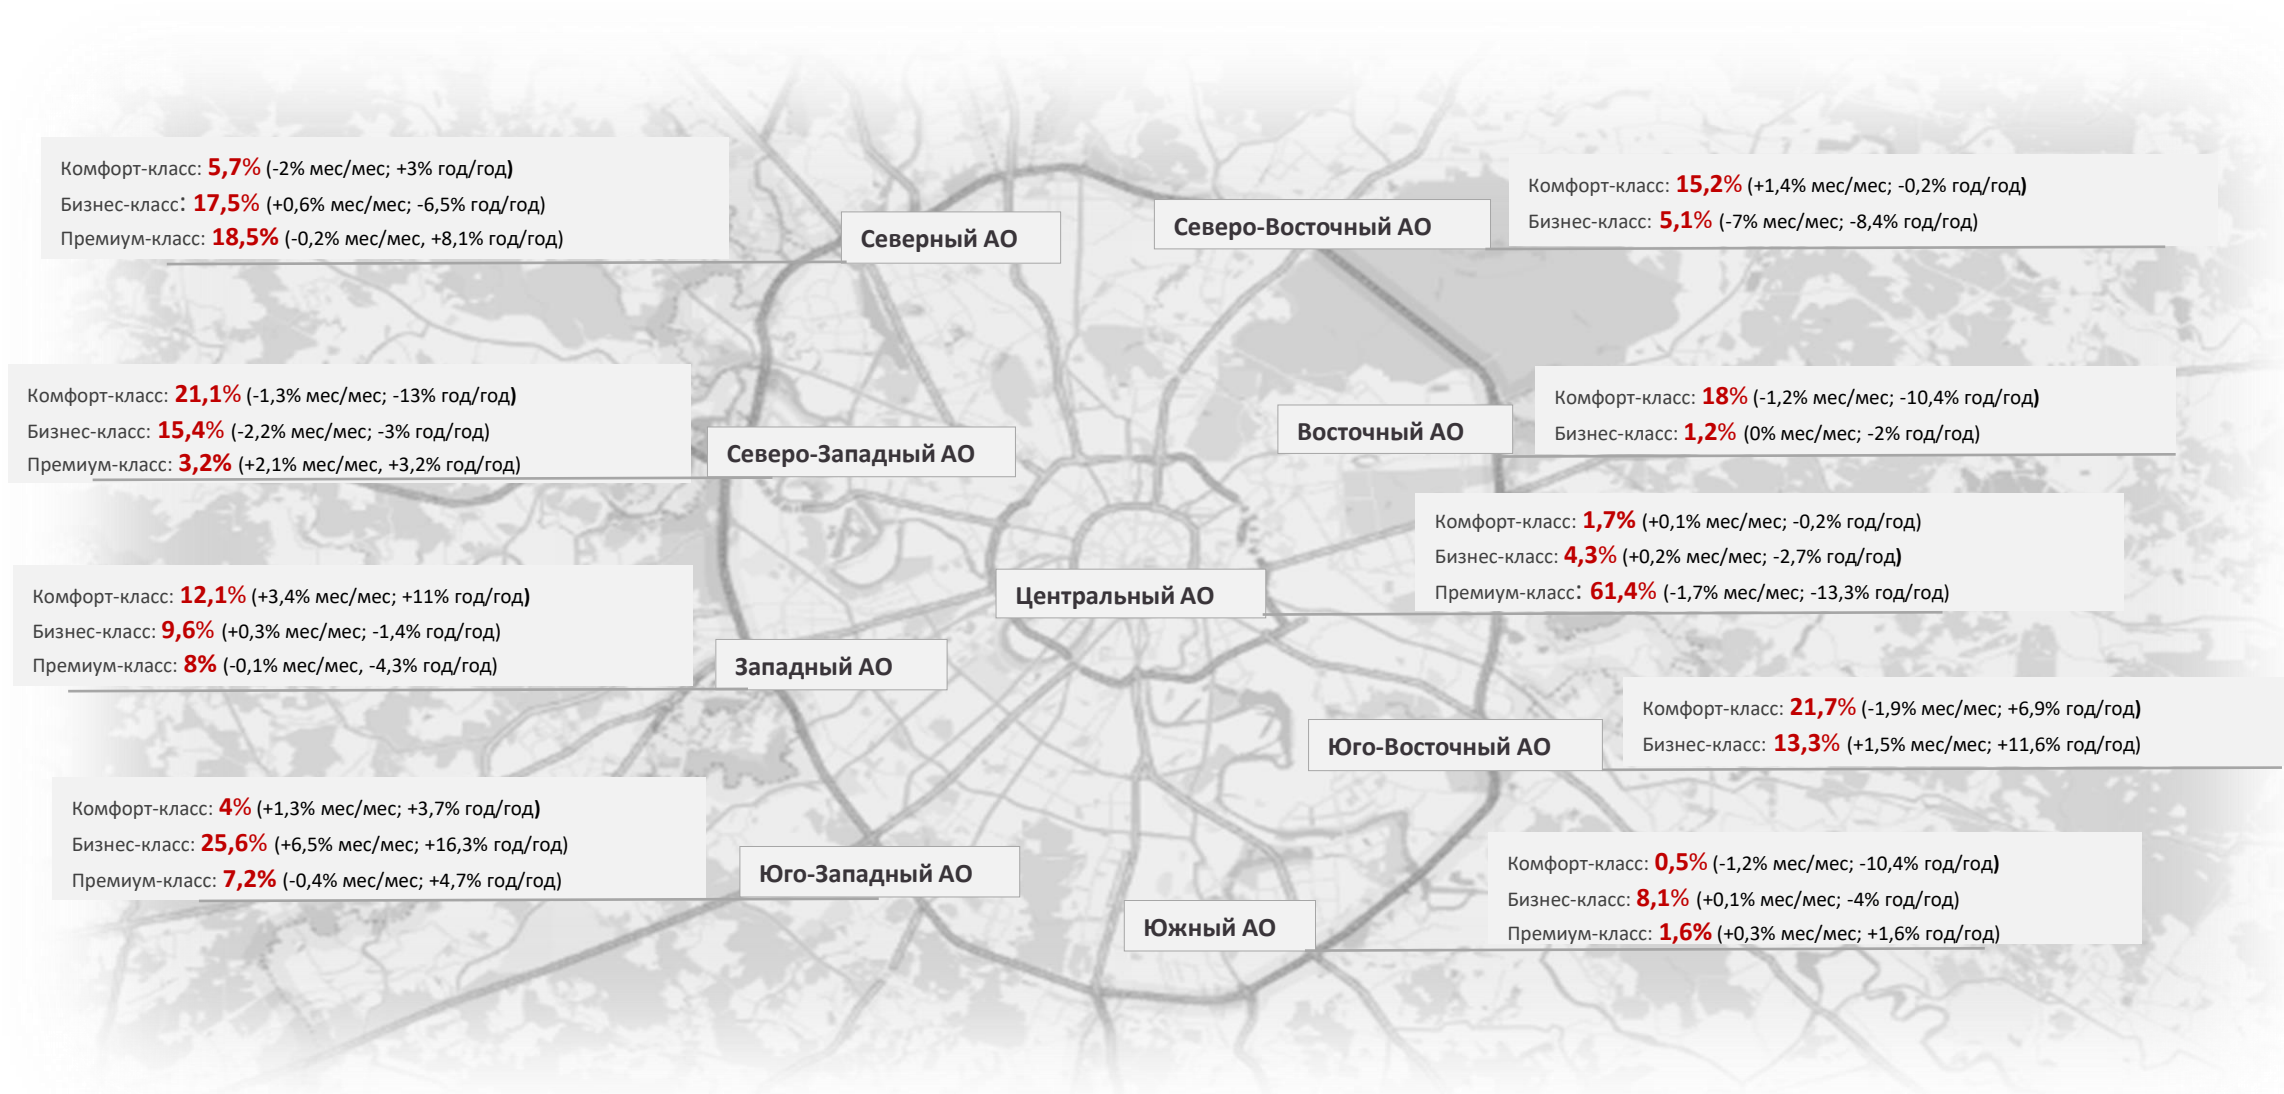 Комфорт-класс: 5,7% (-2% мес/мес; +3% год/год)
Бизнес-класс: 17,5% (+0,6% мес/мес; -6,5% год/год)
Премиум-класс: 18,5% (-0,2% мес/мес, +8,1% год/год)
Северный АО
Северо-Восточный АО
Комфорт-класс: 15,2% (+1,4% мес/мес; -0,2% год/год)
Бизнес-класс: 5,1% (-7% мес/мес; -8,4% год/год)
Комфорт-класс: 21,1% (-1,3% мес/мес; -13% год/год)
Бизнес-класс: 15,4% (-2,2% мес/мес; -3% год/год)
Премиум-класс: 3,2% (+2,1% мес/мес, +3,2% год/год)
Северо-Западный АО
Восточный АО
Комфорт-класс: 18% (-1,2% мес/мес; -10,4% год/год)
Бизнес-класс: 1,2% (0% мес/мес; -2% год/год)
Центральный АО
Комфорт-класс: 1,7% (+0,1% мес/мес; -0,2% год/год)
Бизнес-класс: 4,3% (+0,2% мес/мес; -2,7% год/год)
Премиум-класс: 61,4% (-1,7% мес/мес; -13,3% год/год)
Комфорт-класс: 12,1% (+3,4% мес/мес; +11% год/год)
Бизнес-класс: 9,6% (+0,3% мес/мес; -1,4% год/год)
Премиум-класс: 8% (-0,1% мес/мес, -4,3% год/год)
Западный АО
Юго-Восточный АО
Комфорт-класс: 21,7% (-1,9% мес/мес; +6,9% год/год)
Бизнес-класс: 13,3% (+1,5% мес/мес; +11,6% год/год)
Комфорт-класс: 4% (+1,3% мес/мес; +3,7% год/год)
Бизнес-класс: 25,6% (+6,5% мес/мес; +16,3% год/год)
Премиум-класс: 7,2% (-0,4% мес/мес; +4,7% год/год)
Юго-Западный АО
Южный АО
Комфорт-класс: 0,5% (-1,2% мес/мес; -10,4% год/год)
Бизнес-класс: 8,1% (+0,1% мес/мес; -4% год/год)
Премиум-класс: 1,6% (+0,3% мес/мес; +1,6% год/год)